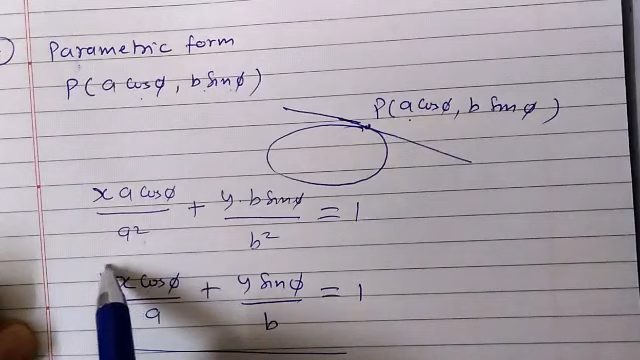 Parametric form
P(a cosϕ, b sinϕ)
P(a cosϕ, b sinϕ)
x a cosϕ / a² + y. b sinϕ / b² = 1
x cosϕ / a + y sinϕ / b = 1